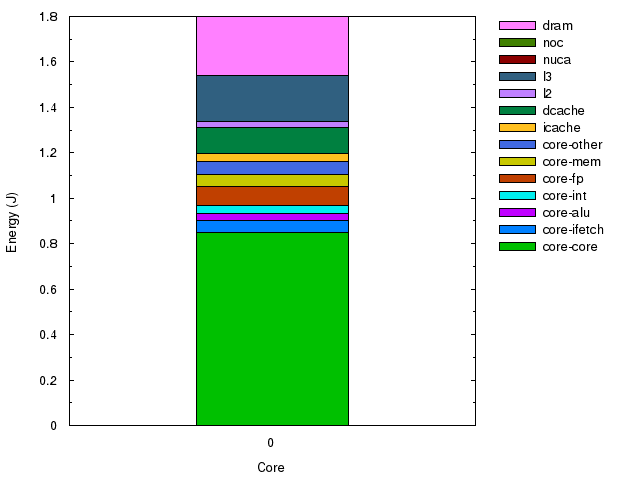 1.8
1.6
1.4
1.2
1
0.8
0.6
0.4
0.2
0
Energy (J)
0
Core
dram
noc
nuca
l3
l2
dcache
icache
core-other
core-mem
core-fp
core-int
core-alu
core-ifetch
core-core